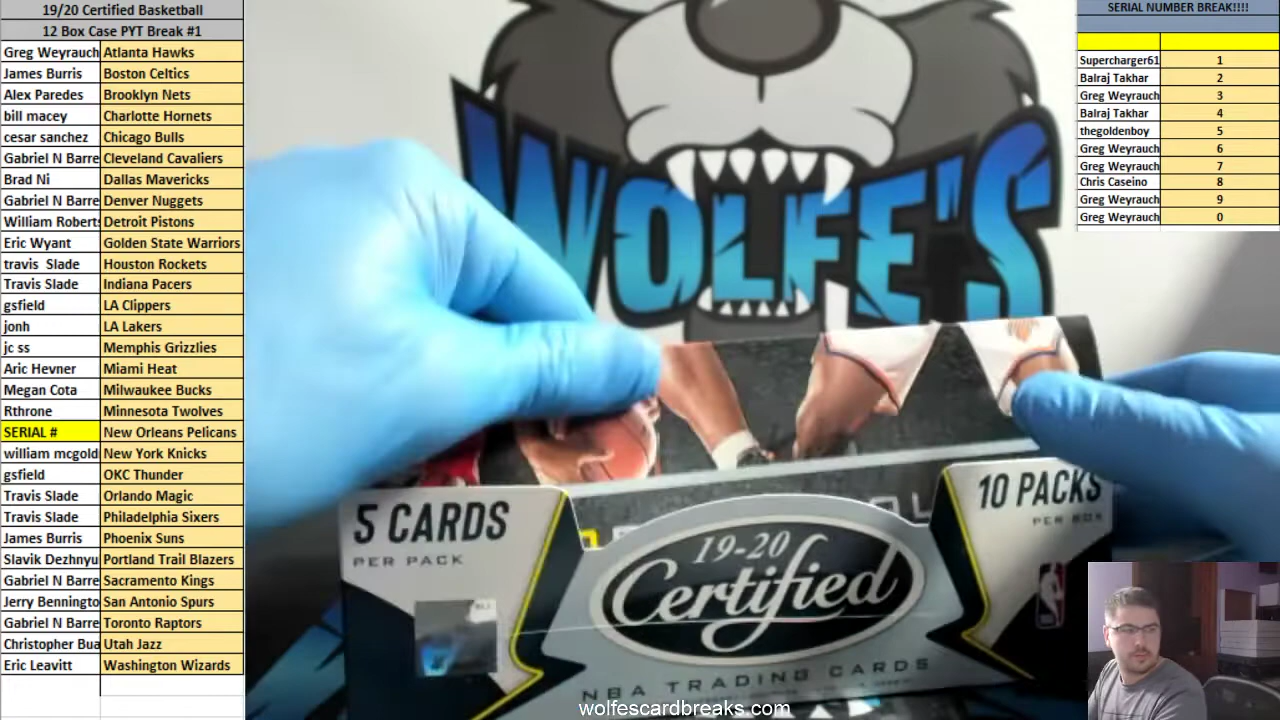 19/20 Certified Basketball
12 Box Case PYT Break #1
Greg Weyrauch Atlanta Hawks
James Burris Boston Celtics
Alex Paredes Brooklyn Nets
bill macey Charlotte Hornets
cesar sanchez Chicago Bulls
Gabriel N Barre Cleveland Cavaliers
Brad Ni Dallas Mavericks
Gabriel N Barre Denver Nuggets
William Roberts Detroit Pistons
Eric Wyant Golden State Warriors
travis Slade Houston Rockets
Travis Slade Indiana Pacers
gsfield LA Clippers
jonh LA Lakers
jc ss Memphis Grizzlies
Aric Hevner Miami Heat
Megan Cota Milwaukee Bucks
Rthrone Minnesota Twolves
SERIAL # New Orleans Pelicans
william mcgold New York Knicks
gsfield OKC Thunder
Travis Slade Orlando Magic
Travis Slade Philadelphia Sixers
James Burris Phoenix Suns
Slavik Dezhnyu Portland Trail Blazers
Gabriel N Barre Sacramento Kings
Jerry Benningto San Antonio Spurs
Gabriel N Barre Toronto Raptors
Christopher Bua Utah Jazz
Eric Leavitt Washington Wizards
SERIAL NUMBER BREAK!!!!
Supercharger61 1
Balraj Takhar 2
Greg Weyrauch 3
Balraj Takhar 4
thegoldenboy 5
Greg Weyrauch 6
Greg Weyrauch 7
Chris Caseino 8
Greg Weyrauch 9
Greg Weyrauch 0
WOLFE'S
5 CARDS
PER PACK
10 PACKS
PER BOX
19-20
Certified
NBA TRADING CARDS
wolfescardbreaks.com